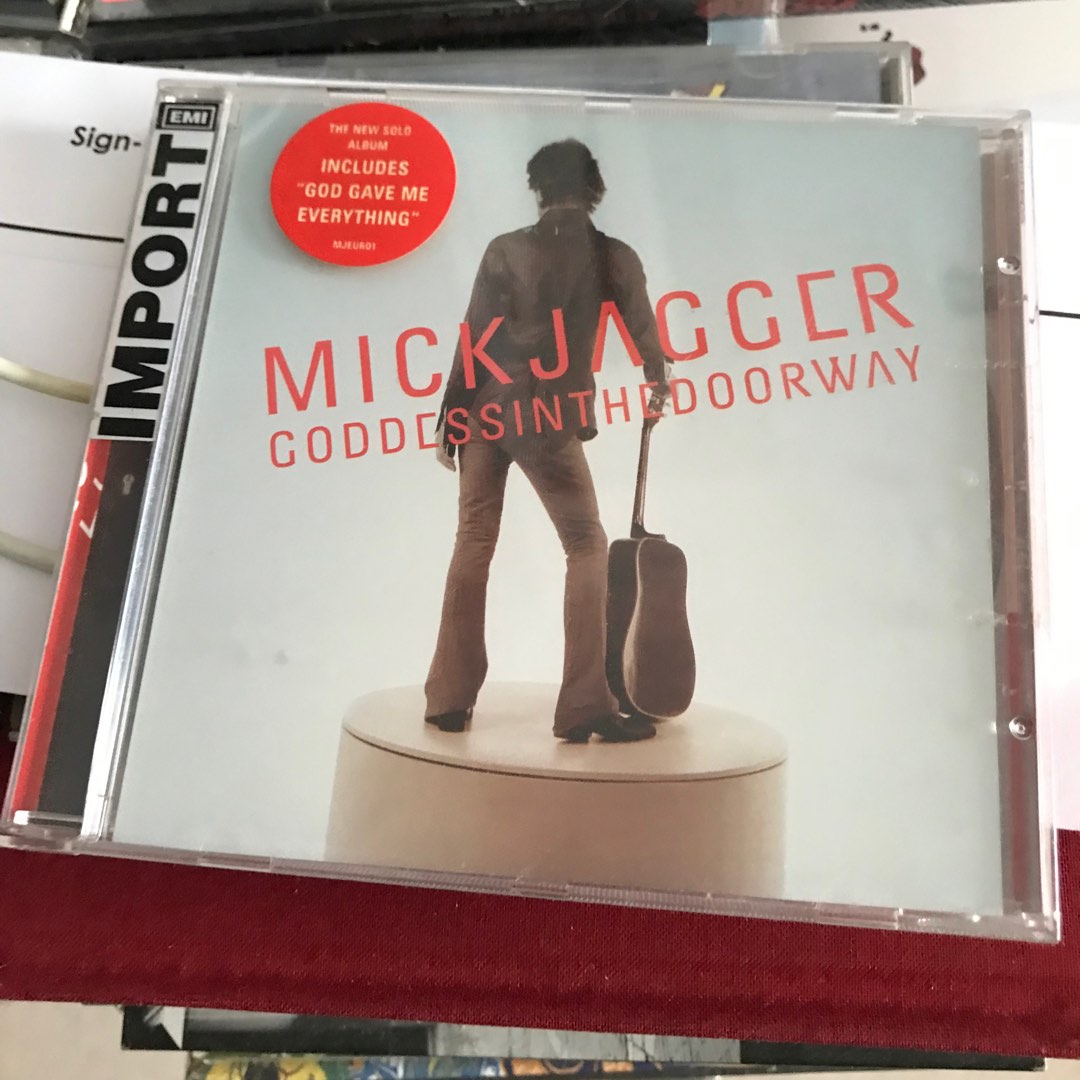 Sign-
EMI
IMPORT
THE NEW SOLO
ALBUM
INCLUDES
"GOD GAVE ME
EVERYTHING"
MJEUR01
MICKJAGGER
GODDESSINTHEDOORWAY